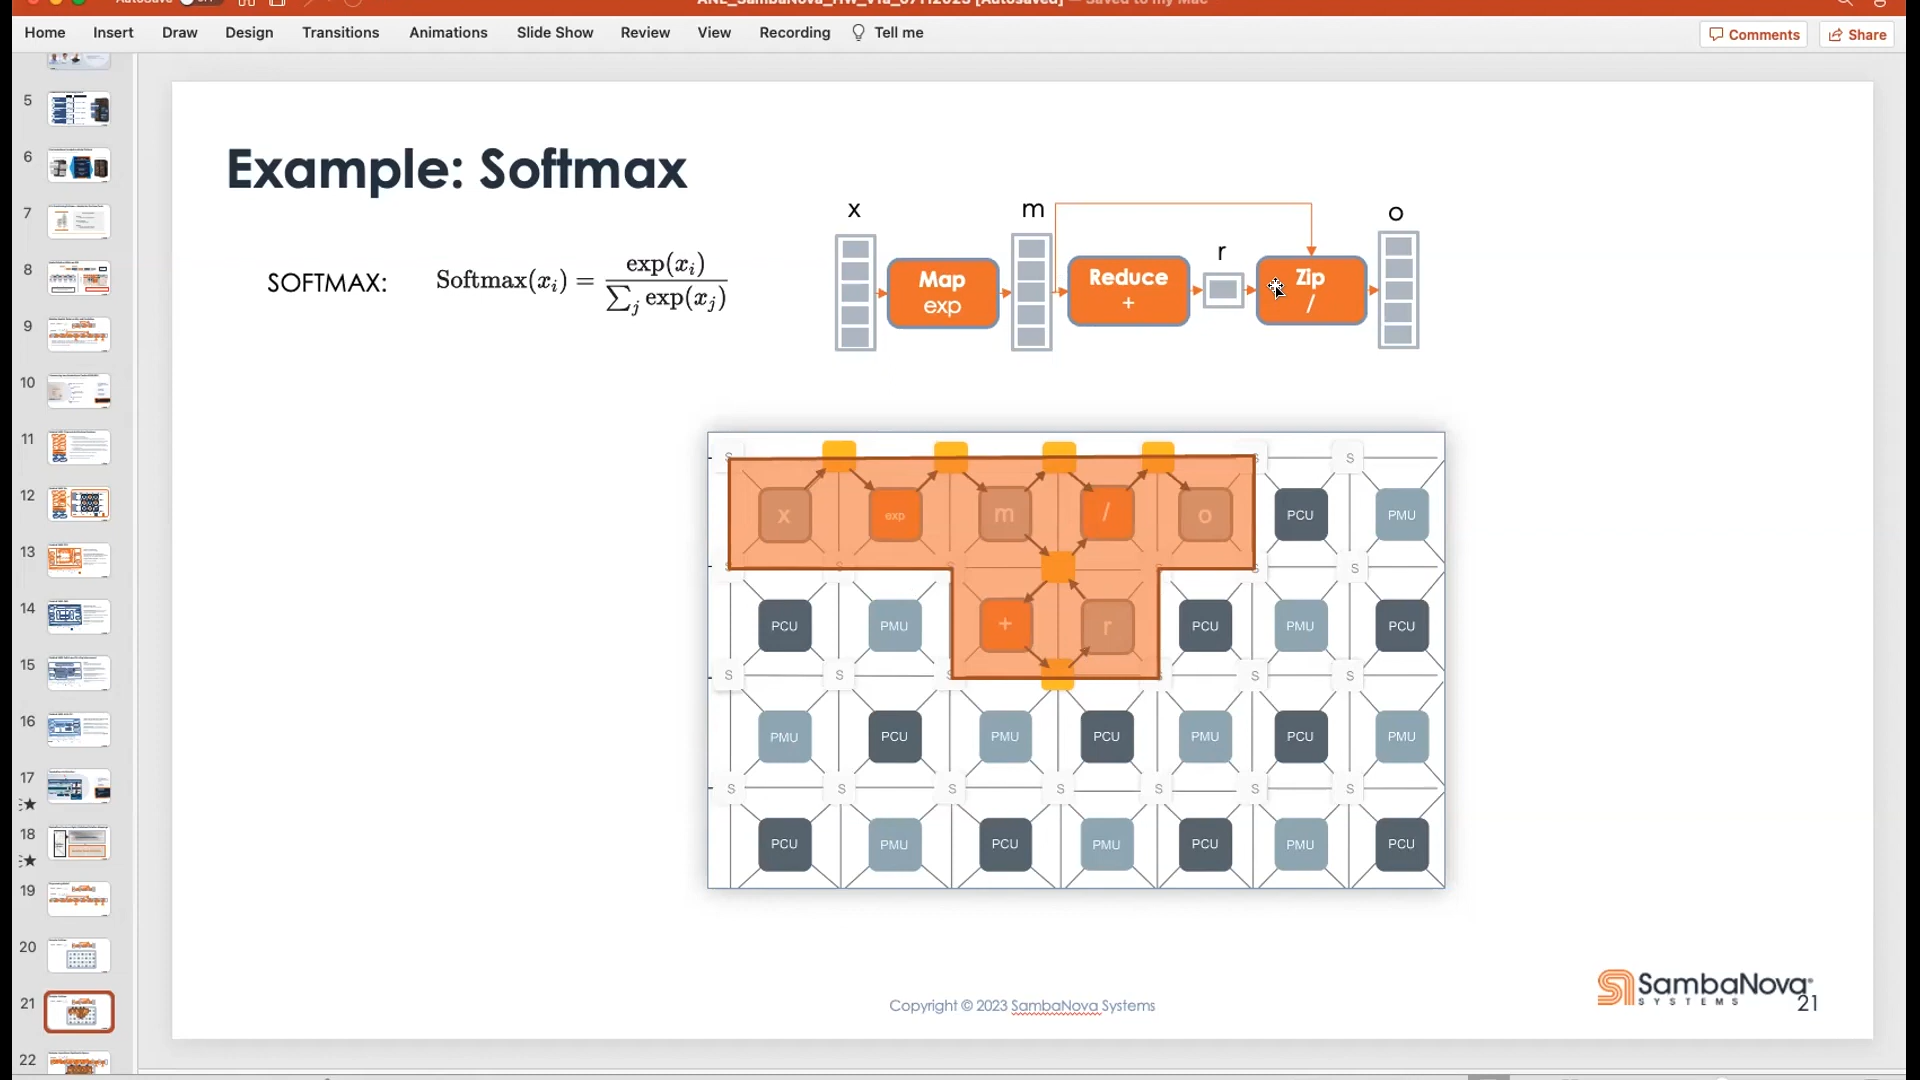 Home Insert Draw Design Transitions Animations Slide Show Review View Recording Tell me Comments Share
5
6
7
8
9
10
11
12
13
14
15
16
17
18
19
20
21
22
Example: Softmax
SOFTMAX:
Softmax(x_i) = exp(x_i) / ∑_j exp(x_j)
x m r o
Map
exp
Reduce
+
Zip
/
S S S
x exp m / o PCU PMU
S S S
PCU PMU + r PCU PMU PCU
S S S S S
PMU PCU PMU PCU PMU PCU PMU
S S S S S S S
PCU PMU PCU PMU PCU PMU PCU
SambaNova
SYSTEMS
Copyright © 2023 SambaNova Systems
21